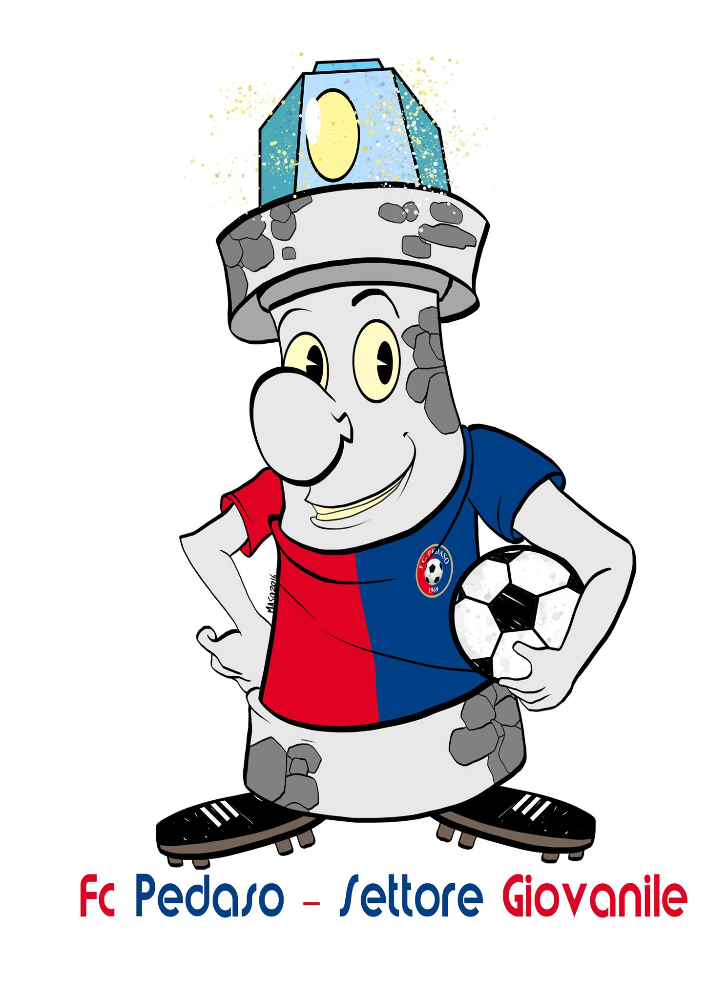 F.C. PEDASO
1969
MASO2016
Fc Pedaso - Settore Giovanile